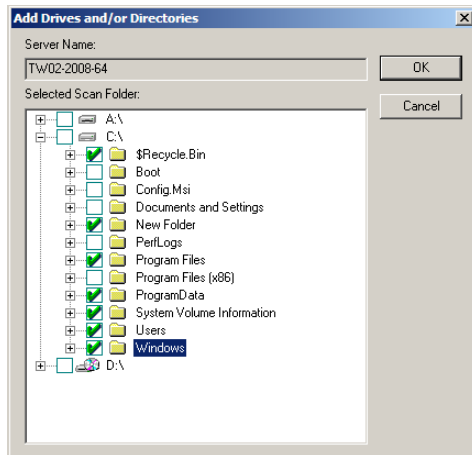 Add Drives and/or Directories
Server Name:
TW02-2008-64
OK
Selected Scan Folder:
Cancel
A:\
C:\
$Recycle.Bin
Boot
Config.Msi
Documents and Settings
New Folder
PerfLogs
Program Files
Program Files (x86)
ProgramData
System Volume Information
Users
Windows
D:\